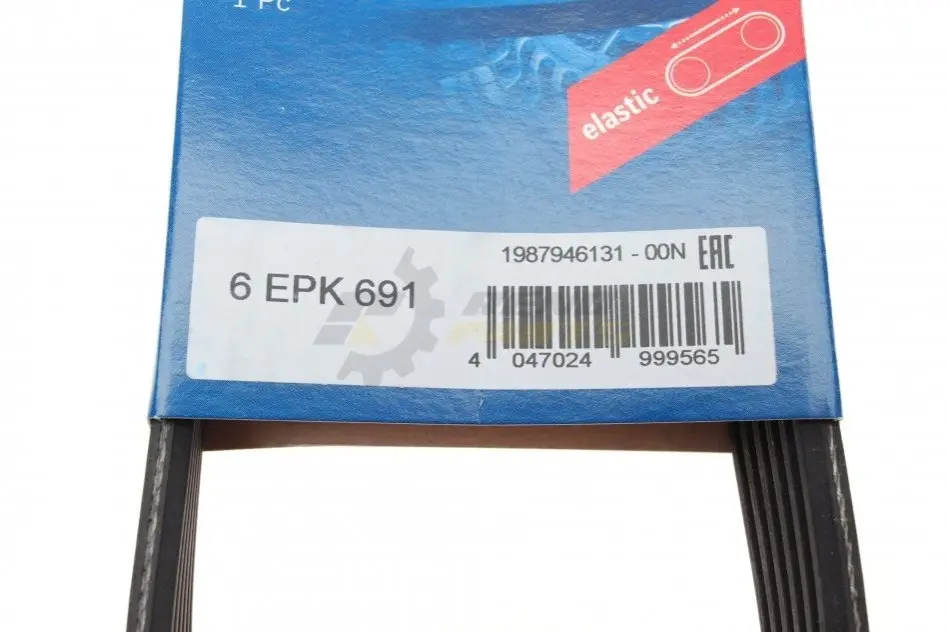 1 Pc
elastic
1987946131 - 00N EAC
6 EPK 691
4 047024 999565